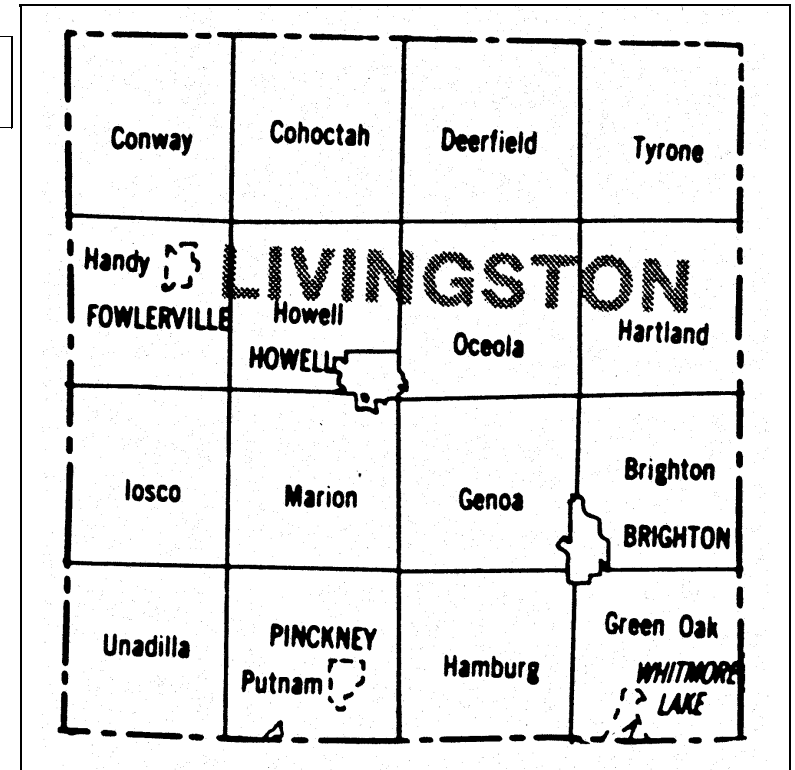 Conway
Cohoctah
Deerfield
Tyrone
LIVINGSTON
Handy
FOWLERVILLE
Howell
HOWELL
Oceola
Hartland
Iosco
Marion
Genoa
Brighton
BRIGHTON
Unadilla
PINCKNEY
Putnam
Hamburg
Green Oak
WHITMORE
LAKE